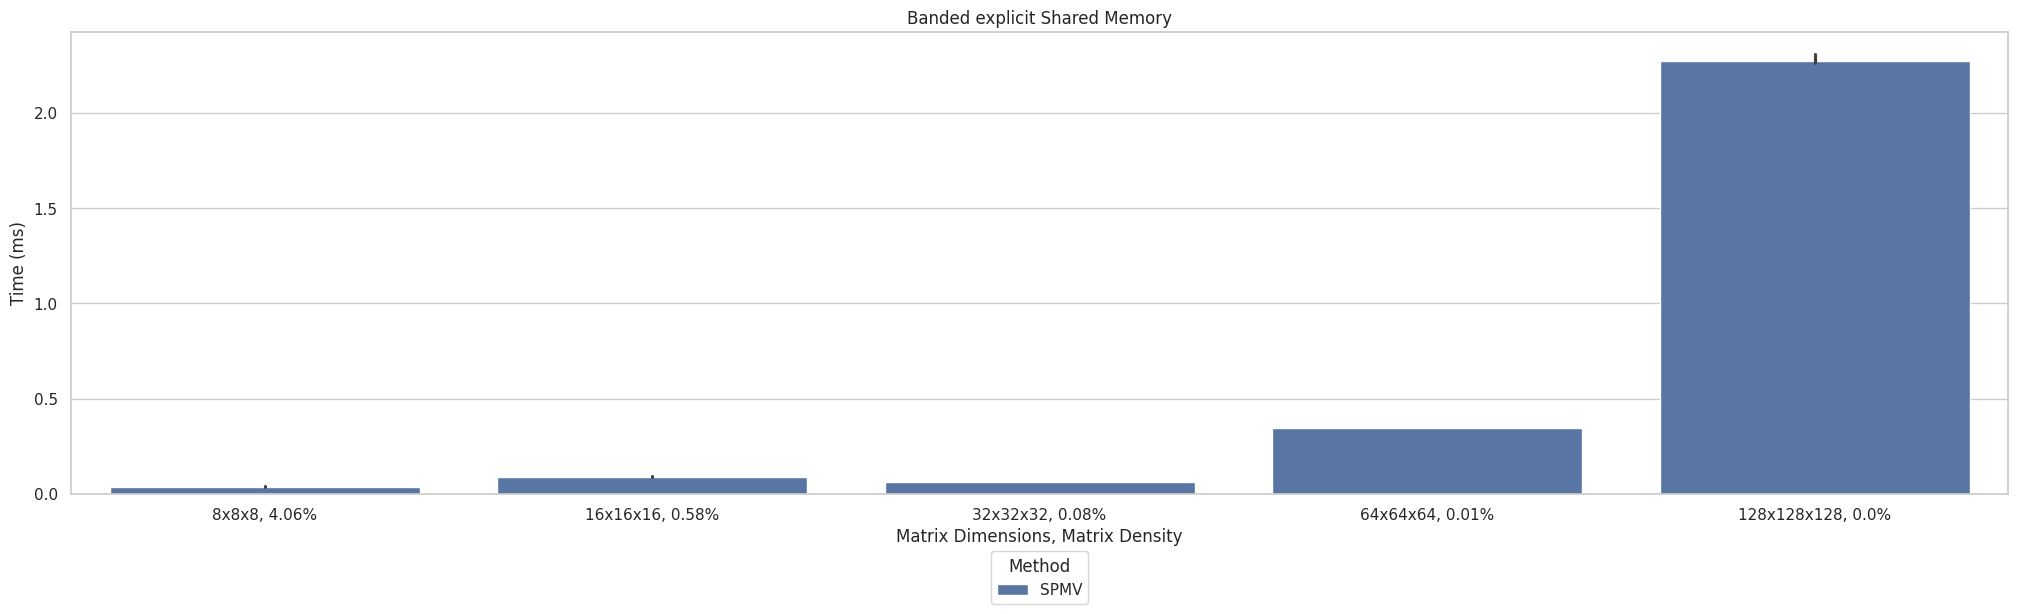 Banded explicit Shared Memory
Time (ms)
2.0
1.5
1.0
0.5
0.0
8x8x8, 4.06%
16x16x16, 0.58%
32x32x32, 0.08%
64x64x64, 0.01%
128x128x128, 0.0%
Matrix Dimensions, Matrix Density
Method
SPMV